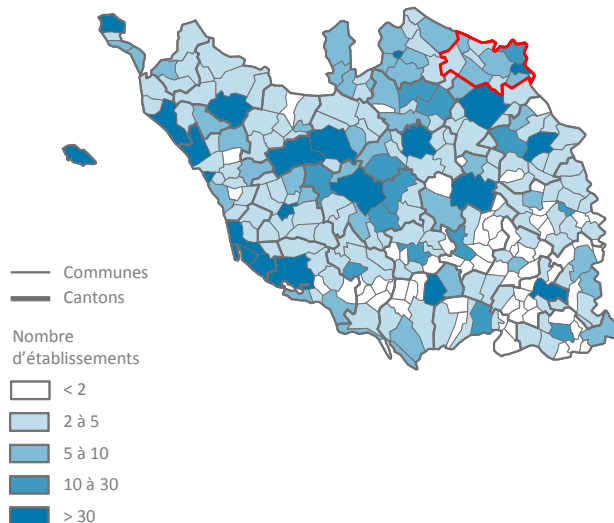 Communes
Cantons
Nombre
d’établissements
< 2
2 à 5
5 à 10
10 à 30
> 30